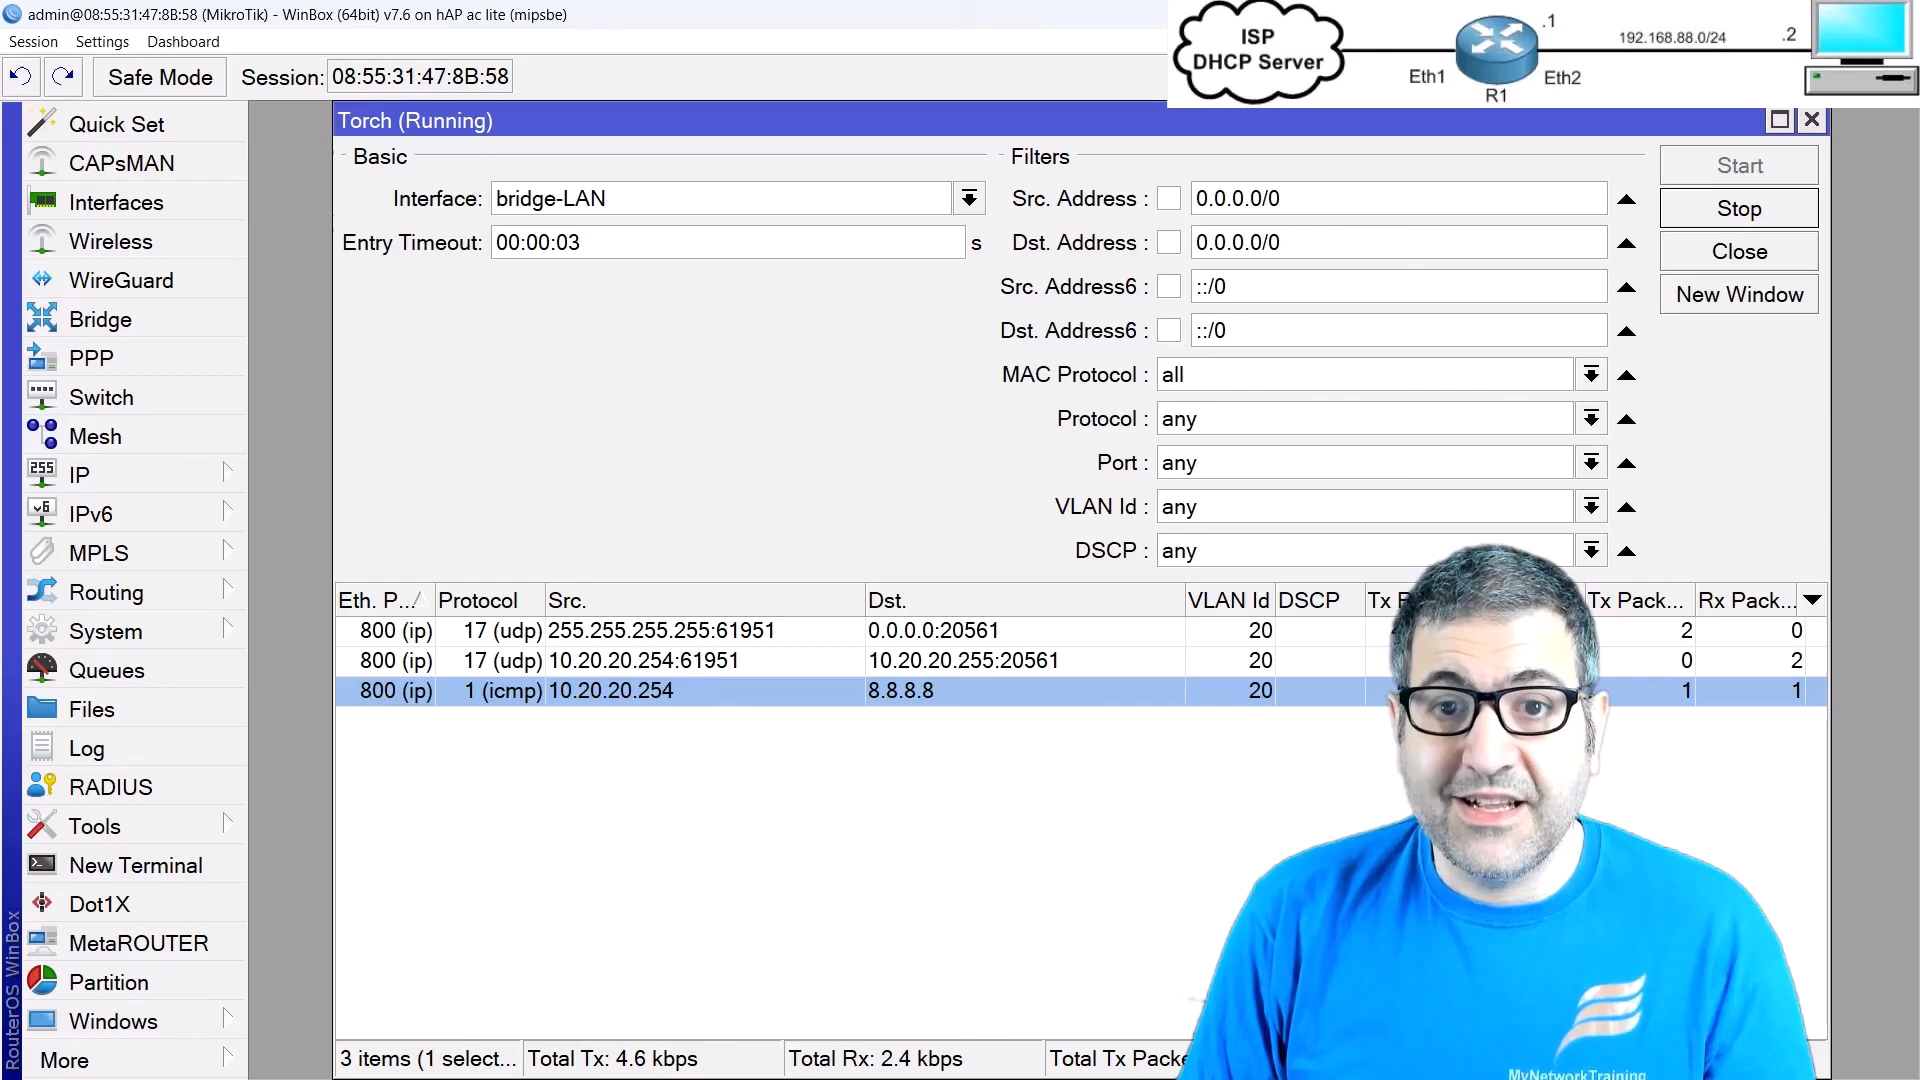 admin@08:55:31:47:8B:58 (MikroTik) - WinBox (64bit) v7.6 on hAP ac lite (mipsbe)
Session Settings Dashboard
Safe Mode Session: 08:55:31:47:8B:58
ISP
DHCP Server
Eth1
R1
.1
Eth2
192.168.88.0/24
.2
Quick Set
CAPsMAN
Interfaces
Wireless
WireGuard
Bridge
PPP
Switch
Mesh
255 IP
v6 IPv6
MPLS
Routing
System
Queues
Files
Log
RADIUS
Tools
New Terminal
Dot1X
MetaROUTER
Partition
Windows
More
RouterOS WinBox
Torch (Running)
Basic
Interface: bridge-LAN
Entry Timeout: 00:00:03 s
Filters
Src. Address : 0.0.0.0/0
Dst. Address : 0.0.0.0/0
Src. Address6 : ::/0
Dst. Address6 : ::/0
MAC Protocol : all
Protocol : any
Port : any
VLAN Id : any
DSCP : any
Start
Stop
Close
New Window
Eth. P... Protocol Src. Dst. VLAN Id DSCP Tx Tx Pack... Rx Pack...
800 (ip) 17 (udp) 255.255.255.255:61951 0.0.0.0:20561 20 2 0
800 (ip) 17 (udp) 10.20.20.254:61951 10.20.20.255:20561 20 0 2
800 (ip) 1 (icmp) 10.20.20.254 8.8.8.8 20 1 1
3 items (1 select... Total Tx: 4.6 kbps Total Rx: 2.4 kbps Total Tx Packe
MyNetworkTraining